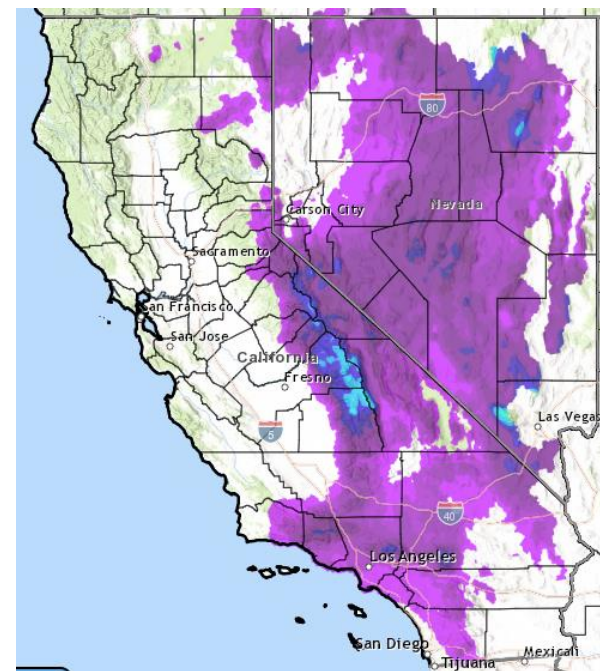 80
Nevada
Carson City
Sacramento
San Francisco
San Jose
California
Fresno
5
Las Vegas
40
Los Angeles
San Diego
Tijuana
Mexicali